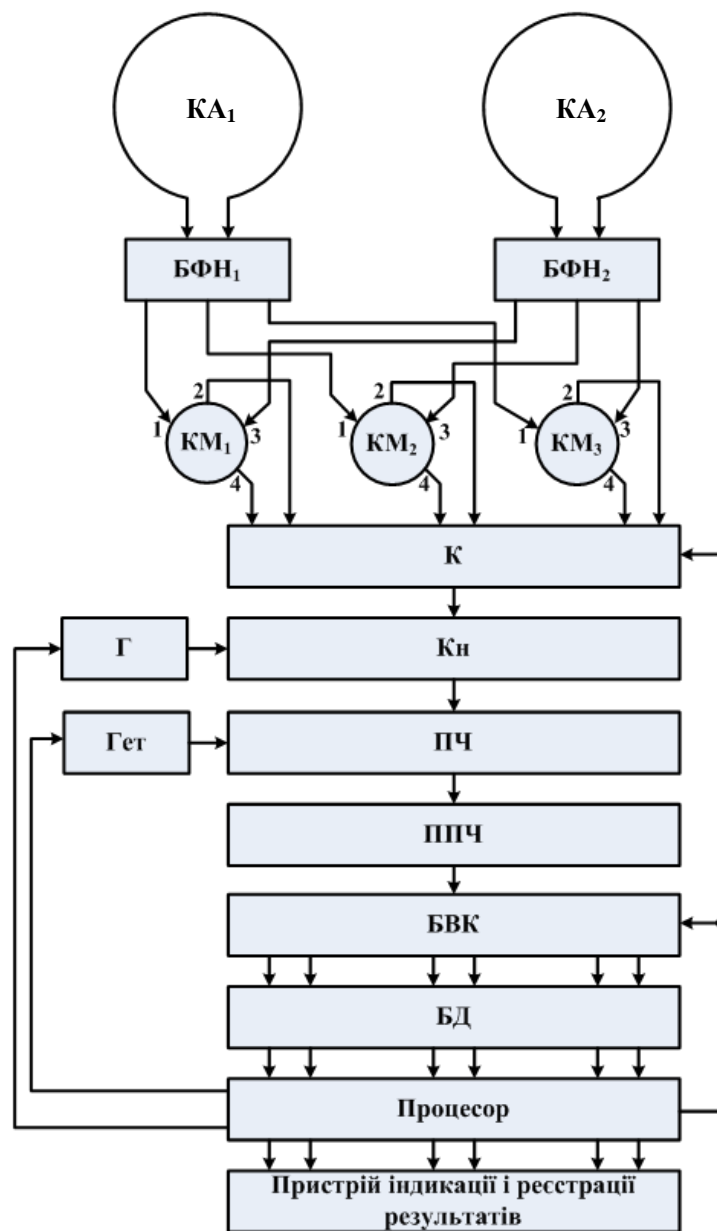 КА₁
КА₂
БФН₁
БФН₂
2
2
2
1
КМ₁
3
1
КМ₂
3
1
КМ₃
3
4
4
4
К
Г
Кн
Гет
ПЧ
ППЧ
БВК
БД
Процесор
Пристрій індикації і реєстрації
результатів